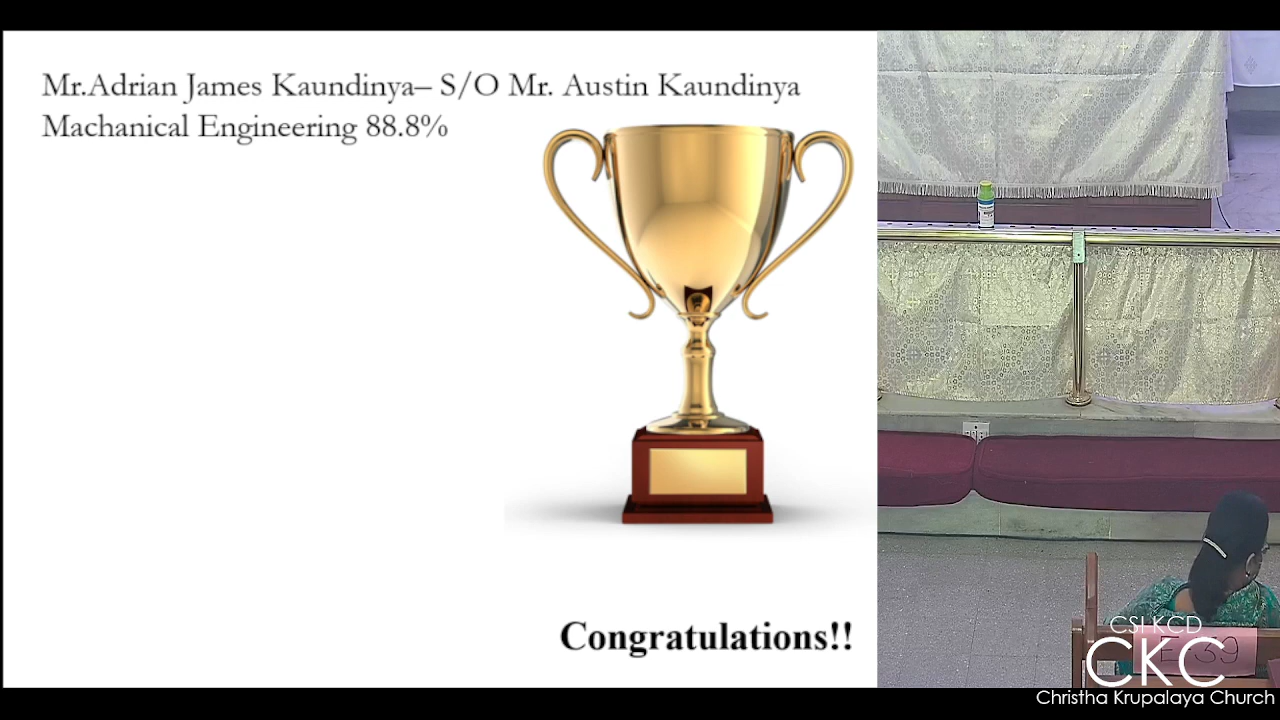 Mr.Adrian James Kaundinya– S/O Mr. Austin Kaundinya
Machanical Engineering 88.8%
Congratulations!!
CSI KCD
CKC
Christha Krupalaya Church